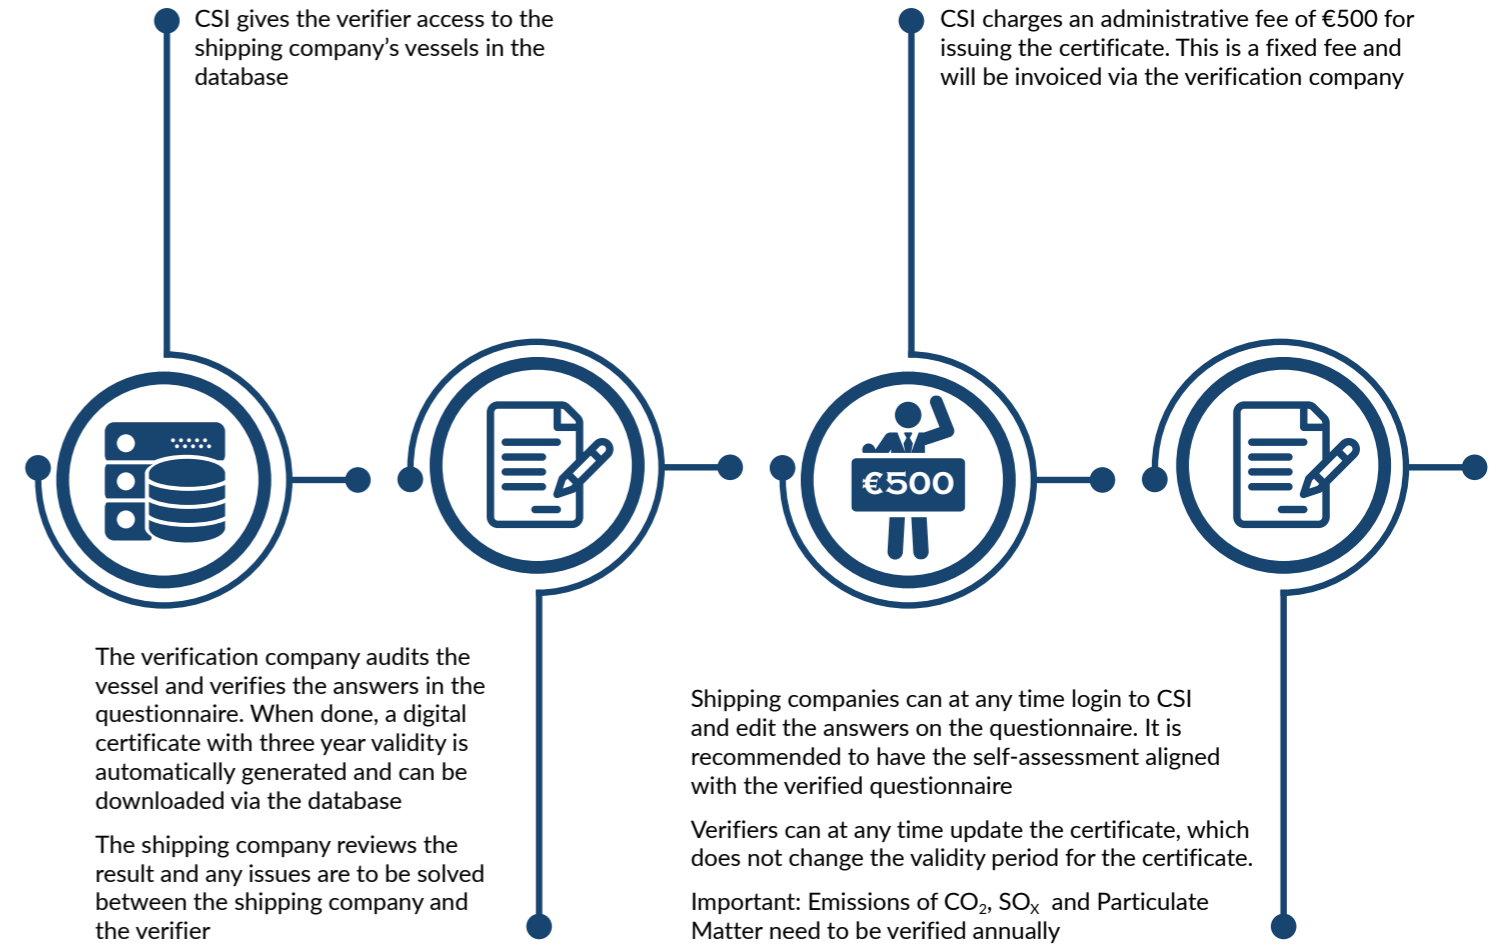 CSI gives the verifier access to the
shipping company’s vessels in the
database
CSI charges an administrative fee of €500 for
issuing the certificate. This is a fixed fee and
will be invoiced via the verification company
€500
The verification company audits the
vessel and verifies the answers in the
questionnaire. When done, a digital
certificate with three year validity is
automatically generated and can be
downloaded via the database
The shipping company reviews the
result and any issues are to be solved
between the shipping company and
the verifier
Shipping companies can at any time login to CSI
and edit the answers on the questionnaire. It is
recommended to have the self-assessment aligned
with the verified questionnaire
Verifiers can at any time update the certificate, which
does not change the validity period for the certificate.
Important: Emissions of CO₂, SOₓ and Particulate
Matter need to be verified annually